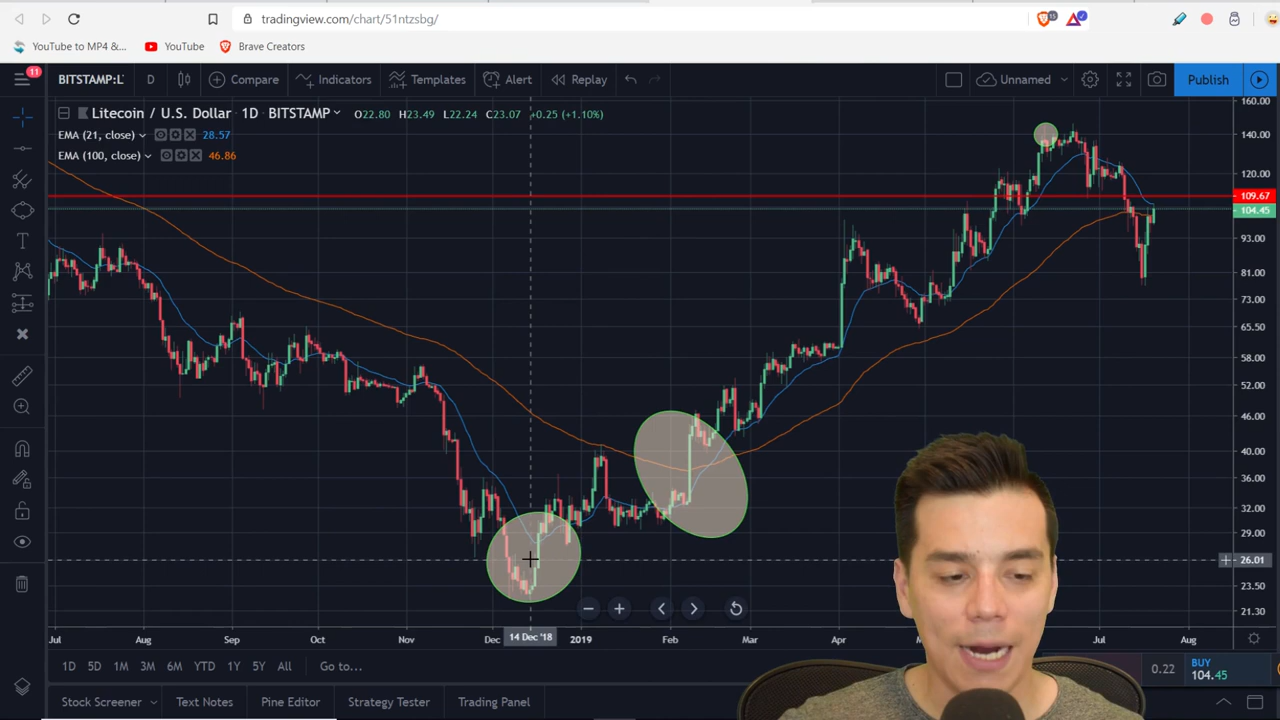 tradingview.com/chart/51ntzsbg/
15
2
YouTube to MP4 &... YouTube Brave Creators
11
BITSTAMP:L D Compare Indicators Templates Alert Replay Unnamed Publish
Litecoin / U.S. Dollar 1D BITSTAMP O22.80 H23.49 L22.24 C23.07 +0.25 (+1.10%)
EMA (21, close) 28.57
EMA (100, close) 46.86
160.00
140.00
120.00
109.67
104.45
93.00
81.00
73.00
65.50
58.00
52.00
46.00
40.00
36.00
32.00
29.00
26.01
23.50
21.30
Jul Aug Sep Oct Nov Dec 14 Dec '18 2019 Feb Mar Apr Jul Aug
1D 5D 1M 3M 6M YTD 1Y 5Y All Go to...
0.22 BUY
104.45
Stock Screener Text Notes Pine Editor Strategy Tester Trading Panel